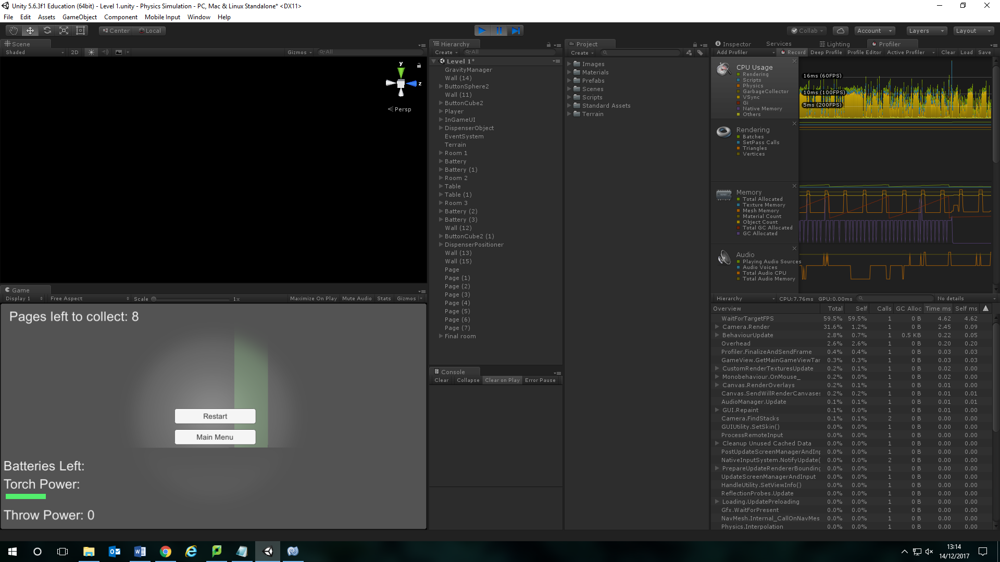 Unity 5.6.3f1 Education (64bit) - Level 1.unity - Physics Simulation - PC, Mac & Linux Standalone* <DX11>
File Edit Assets GameObject Component Mobile Input Window Help
Center Local
Collab Account Layers Layout
Scene
Shaded 2D Gizmos All
y
z
Persp
Game
Display 1 Free Aspect Scale 1x Maximize On Play Mute Audio Stats Gizmos
Pages left to collect: 8
Restart
Main Menu
Batteries Left:
Torch Power:
Throw Power: 0
Hierarchy
Create All
Level 1*
GravityManager
Wall (14)
ButtonSphere2
Wall (11)
ButtonCube2
Player
InGameUI
DispenserObject
EventSystem
Terrain
Room 1
Battery
Battery (1)
Room 2
Table
Table (1)
Room 3
Battery (2)
Battery (3)
Wall (12)
ButtonCube2 (1)
DispenserPositioner
Wall (13)
Wall (15)
Page
Page (1)
Page (2)
Page (3)
Page (4)
Page (5)
Page (6)
Page (7)
Final room
Console
Clear Collapse Clear on Play Error Pause
Project
Create
Images
Materials
Prefabs
Scenes
Scripts
Standard Assets
Terrain
Inspector Services Lighting Profiler
Add Profiler Record Deep Profile Profile Editor Active Profiler Clear Load Save
CPU Usage
Rendering
Scripts
Physics
GarbageCollector
VSync
Gi
Native Memory
Others
16ms (60FPS)
10ms (100FPS)
5ms (200FPS)
Rendering
Batches
SetPass Calls
Triangles
Vertices
Memory
Total Allocated
Texture Memory
Mesh Memory
Material Count
Object Count
Total GC Allocated
GC Allocated
Audio
Playing Audio Sources
Audio Voices
Total Audio CPU
Total Audio Memory
Hierarchy CPU:7.76ms GPU:0.00ms No details
Overview Total Self Calls GC Alloc Time ms Self ms
WaitForTargetFPS 59.5% 59.5% 1 0 B 4.62 4.62
Camera.Render 31.6% 1.2% 1 0 B 2.45 0.09
BehaviourUpdate 2.8% 0.7% 1 0.5 KB 0.22 0.05
Overhead 2.6% 2.6% 1 0 B 0.20 0.20
Profiler.FinalizeAndSendFrame 0.4% 0.4% 1 0 B 0.03 0.03
GameView.GetMainGameViewTar 0.3% 0.3% 1 0 B 0.03 0.03
CustomRenderTexturesUpdate 0.2% 0.1% 1 0 B 0.02 0.00
Monobehaviour.OnMouse_ 0.2% 0.0% 1 0 B 0.02 0.00
Canvas.RenderOverlays 0.2% 0.1% 1 0 B 0.01 0.00
Canvas.SendWillRenderCanvases 0.2% 0.2% 1 0 B 0.01 0.01
AudioManager.Update 0.1% 0.1% 1 0 B 0.01 0.01
GUI.Repaint 0.1% 0.0% 1 0 B 0.01 0.00
Camera.FindStacks 0.1% 0.1% 2 0 B 0.00 0.00
GUIUtility.SetSkin() 0.0% 0.0% 1 0 B 0.00 0.00
ProcessRemoteInput 0.0% 0.0% 1 0 B 0.00 0.00
Cleanup Unused Cached Data 0.0% 0.0% 1 0 B 0.00 0.00
PostUpdateScreenManagerAndInp 0.0% 0.0% 1 0 B 0.00 0.00
NativeInputSystem.NotifyUpdate( 0.0% 0.0% 2 0 B 0.00 0.00
PrepareUpdateRendererBounding 0.0% 0.0% 1 0 B 0.00 0.00
UpdateScreenManagerAndInput 0.0% 0.0% 1 0 B 0.00 0.00
HandleUtility.SetViewInfo() 0.0% 0.0% 1 0 B 0.00 0.00
ReflectionProbes.Update 0.0% 0.0% 1 0 B 0.00 0.00
Loading.UpdatePreloading 0.0% 0.0% 1 0 B 0.00 0.00
Gfx.WaitForPresent 0.0% 0.0% 1 0 B 0.00 0.00
NavMesh.Internal_CallOnNavMes 0.0% 0.0% 1 0 B 0.00 0.00
Physics.Interpolation 0.0% 0.0% 1 0 B 0.00 0.00
13:14
14/12/2017